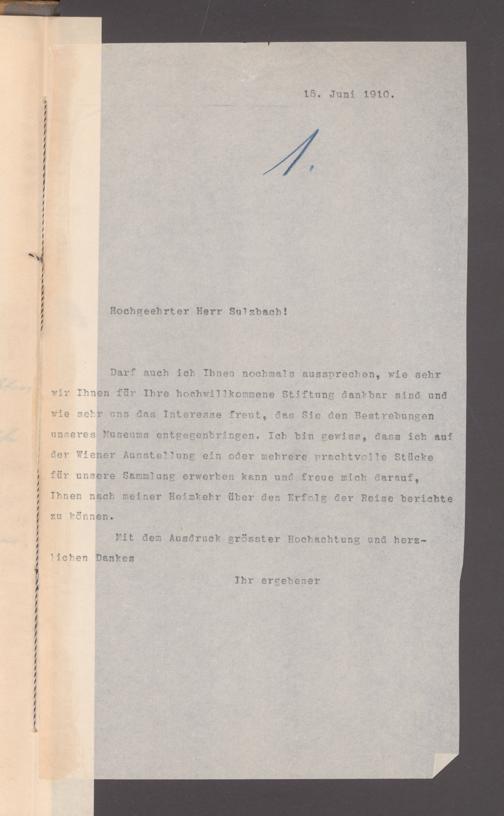 18. Juni 1910.
1.
Hochgeehrter Herr Sulzbach!
Darf auch ich Ihnen nochmals aussprechen, wie sehr
wir Ihnen für Ihre hochwillkommene Stiftung dankbar sind und
wie sehr uns das Interesse freut, das Sie den Bestrebungen
unseres Museums entgegenbringen. Ich bin gewiss, dass ich auf
der Wiener Ausstellung ein oder mehrere prachtvolle Stücke
für unsere Sammlung erwerben kann und freue mich darauf,
Ihnen nach meiner Heimkehr über den Erfolg der Reise berichte
zu können.
Mit dem Ausdruck grösster Hochachtung und herz-
lichen Dankes
Ihr ergebener